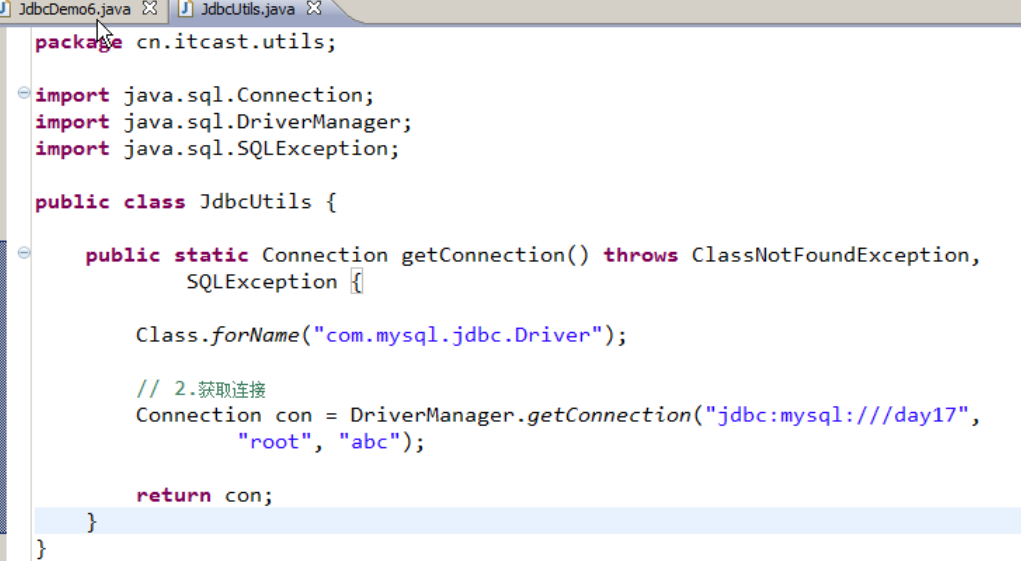 JdbcDemo6.java JdbcUtils.java
package cn.itcast.utils;
import java.sql.Connection;
import java.sql.DriverManager;
import java.sql.SQLException;
public class JdbcUtils {
public static Connection getConnection() throws ClassNotFoundException,
SQLException {
Class.forName("com.mysql.jdbc.Driver");
// 2.获取连接
Connection con = DriverManager.getConnection("jdbc:mysql:///day17",
"root", "abc");
return con;
}
}